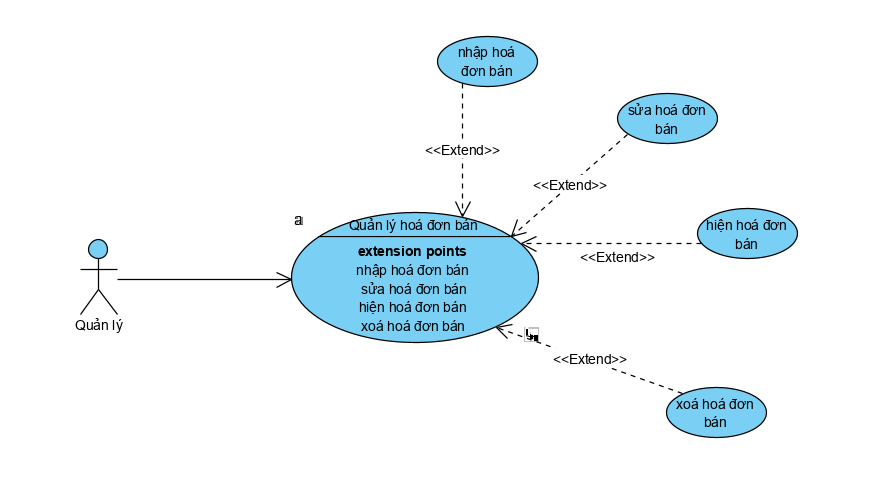 nhập hoá
đơn bán
sửa hoá đơn
bán
<<Extend>>
<<Extend>>
a
Quản lý hoá đơn bán
hiện hoá đơn
bán
extension points
<<Extend>>
nhập hoá đơn bán
sửa hoá đơn bán
hiện hoá đơn bán
xoá hoá đơn bán
Quản lý
<<Extend>>
xoá hoá đơn
bán